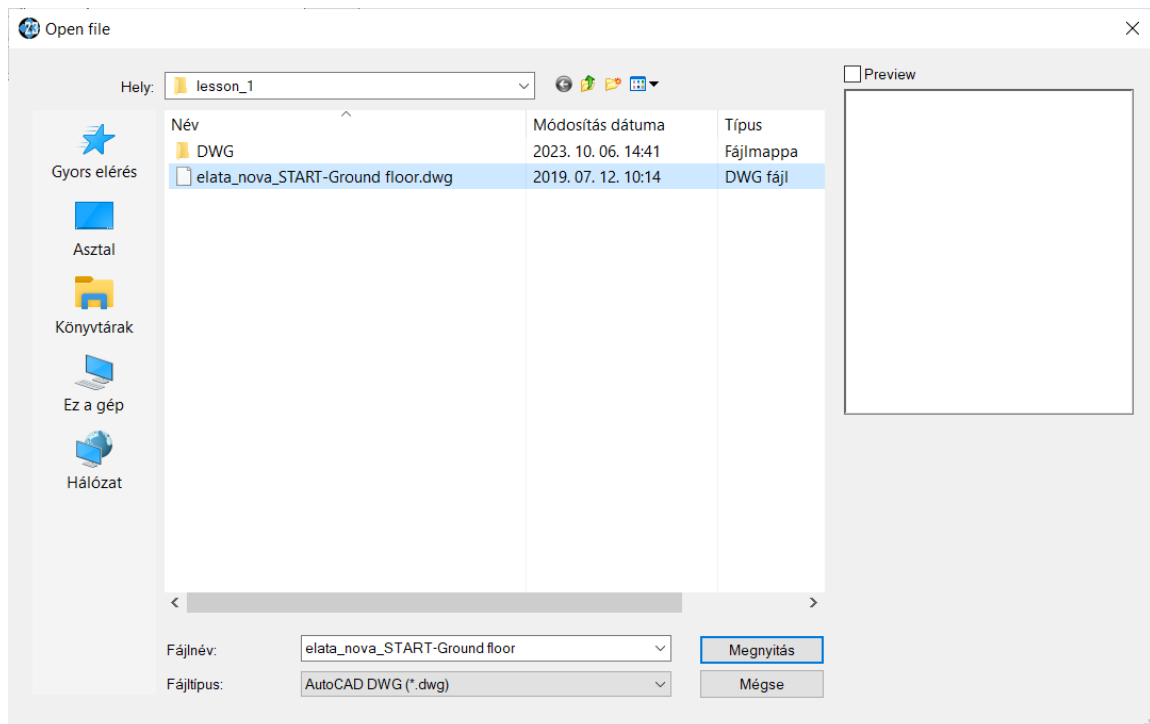 Open file
Hely: lesson_1
Preview
Név Módosítás dátuma Típus
DWG 2023. 10. 06. 14:41 Fájlmappa
elata_nova_START-Ground floor.dwg 2019. 07. 12. 10:14 DWG fájl
Gyors elérés
Asztal
Könyvtárak
Ez a gép
Hálózat
Fájlnév: elata_nova_START-Ground floor Megnyitás
Fájltípus: AutoCAD DWG (*.dwg) Mégse